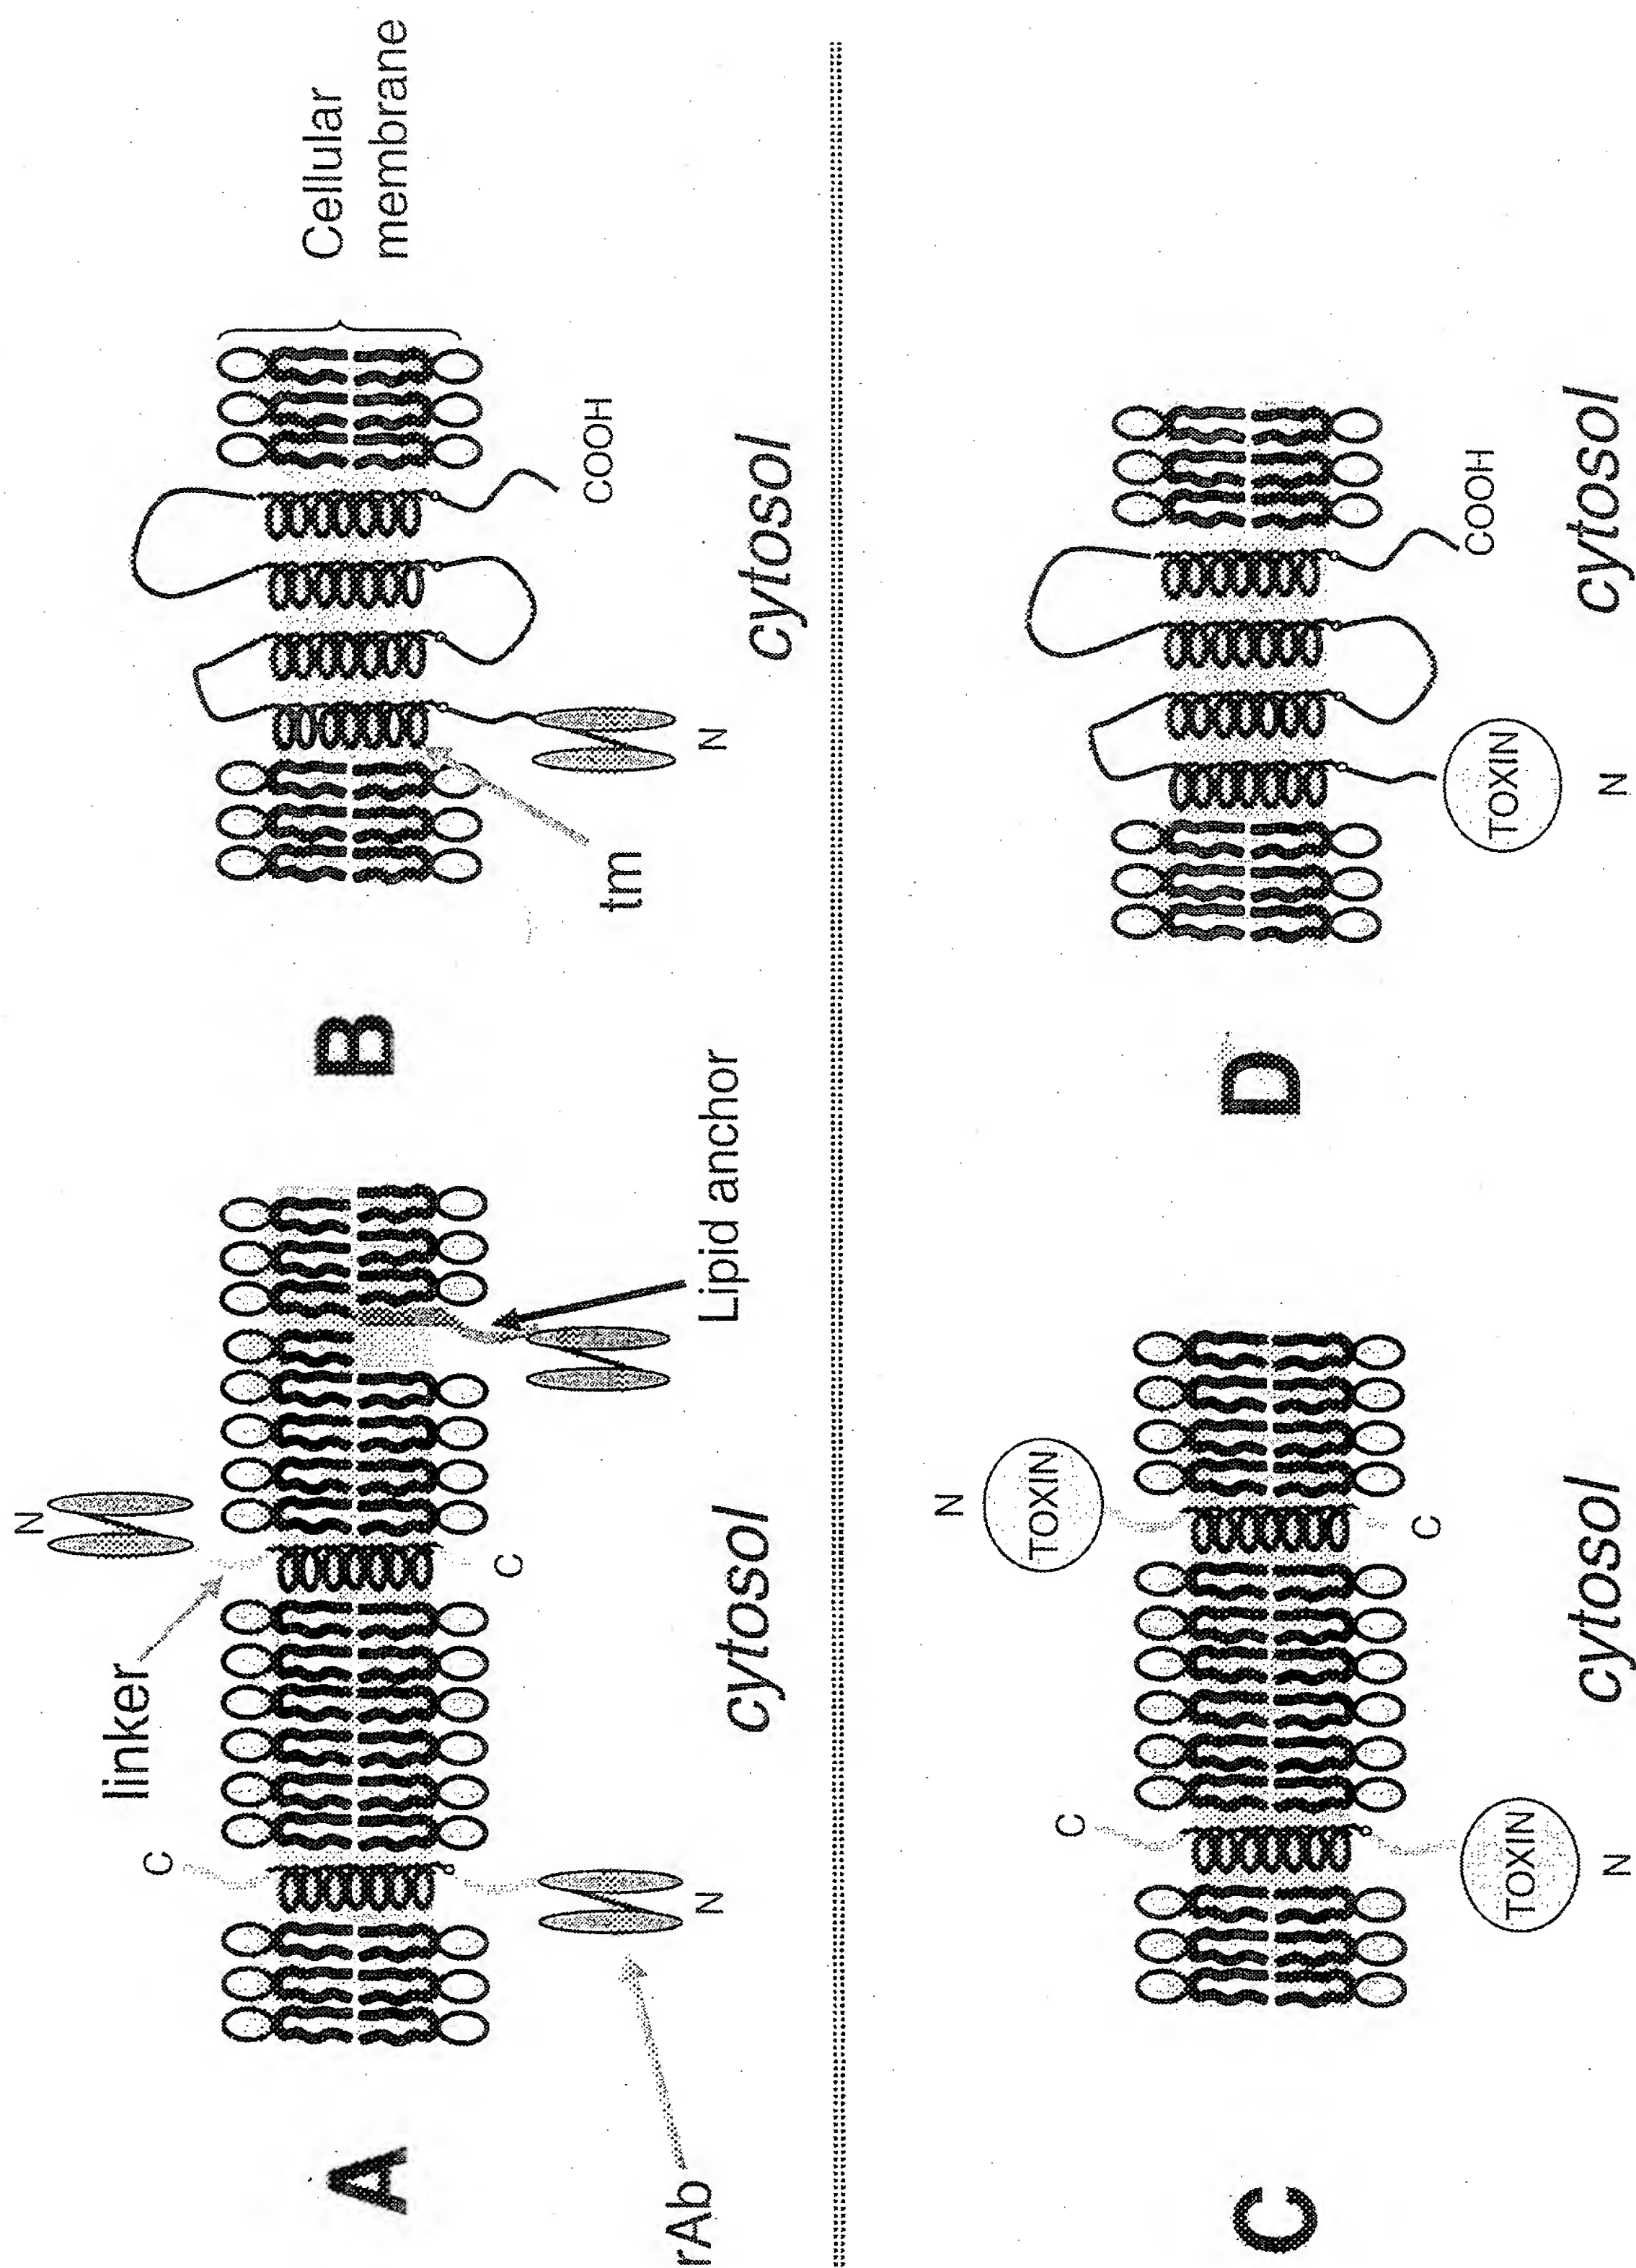 A
N
linker
C
C
N
rAb
Lipid anchor
cytosol
B
Cellular
membrane
tm
N
COOH
cytosol
C
N
TOXIN
C
C
TOXIN
N
cytosol
D
TOXIN
N
COOH
cytosol